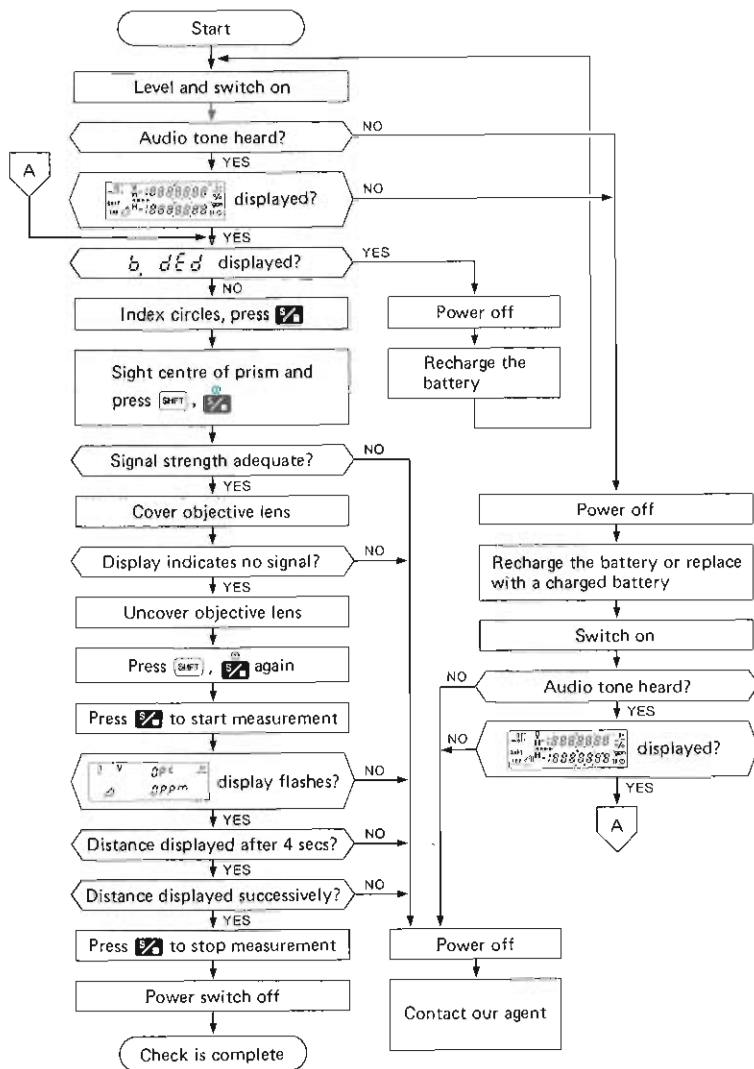 Start
Level and switch on
Audio tone heard?
NO
YES
A
displayed?
NO
YES
b. dEd displayed?
YES
NO
Power off
Recharge the
battery
Index circles, press S/■
Sight centre of prism and
press SHFT , S/■
Signal strength adequate?
NO
YES
Cover objective lens
Display indicates no signal?
NO
YES
Uncover objective lens
Press SHFT , S/■ again
Press S/■ to start measurement
0pc
0ppm
display flashes?
NO
YES
Distance displayed after 4 secs?
NO
YES
Distance displayed successively?
NO
YES
Press S/■ to stop measurement
Power switch off
Check is complete
Power off
Recharge the battery or replace
with a charged battery
Switch on
NO
Audio tone heard?
YES
NO
displayed?
YES
A
Power off
Contact our agent